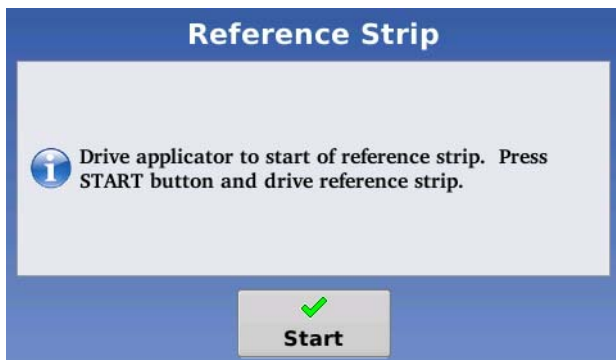 Reference Strip
Drive applicator to start of reference strip.  Press
START button and drive reference strip.
Start